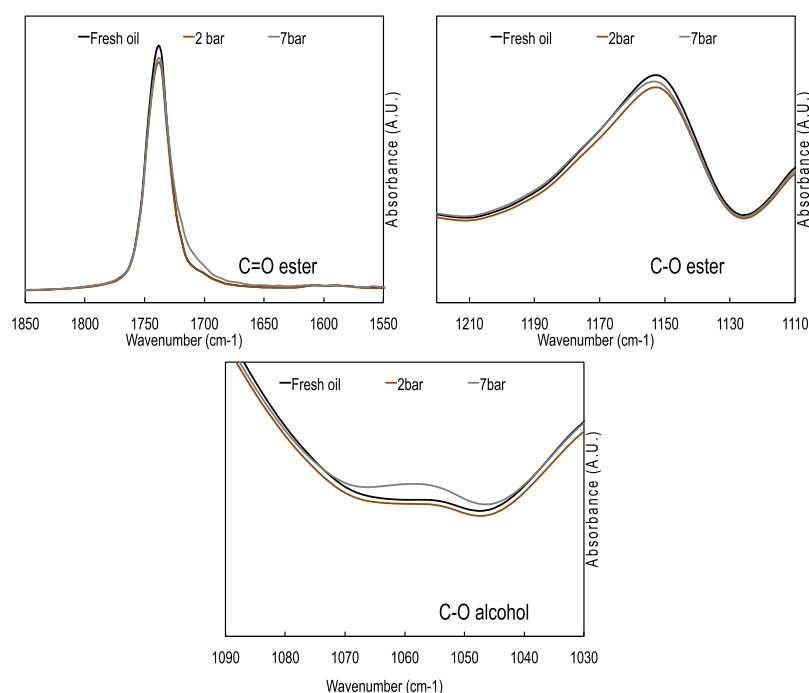 Fresh oil 2 bar 7bar
Absorbance (A.U.)
C=O ester
1850 1800 1750 1700 1650 1600 1550
Wavenumber (cm-1)
Fresh oil 2bar 7bar
Absorbance (A.U.)
C-O ester
1210 1190 1170 1150 1130 1110
Wavenumber (cm-1)
Fresh oil 2bar 7bar
Absorbance (A.U.)
C-O alcohol
1090 1080 1070 1060 1050 1040 1030
Wavenumber (cm-1)